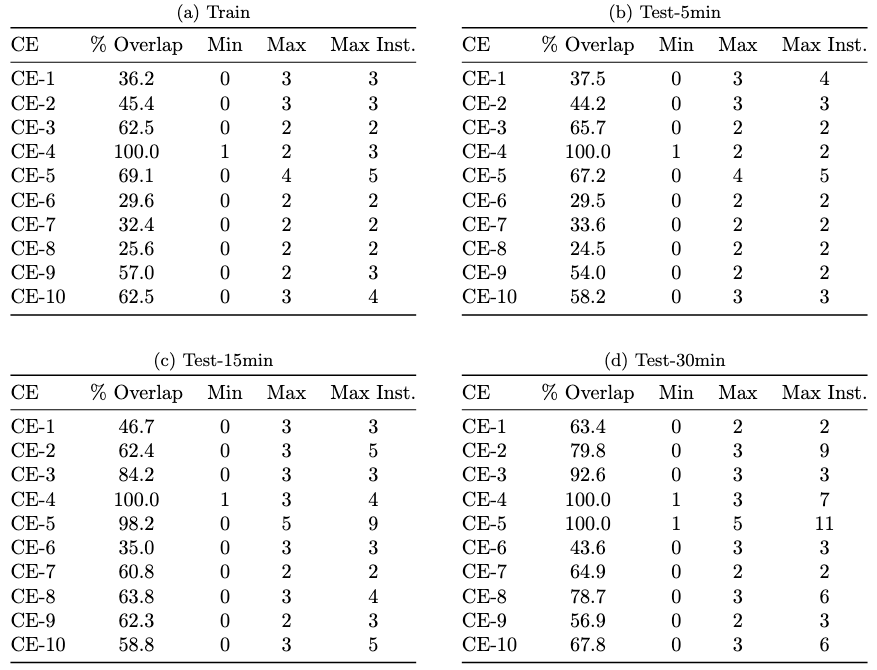 (a) Train
CE % Overlap Min Max Max Inst.
CE-1 36.2 0 3 3
CE-2 45.4 0 3 3
CE-3 62.5 0 2 2
CE-4 100.0 1 2 3
CE-5 69.1 0 4 5
CE-6 29.6 0 2 2
CE-7 32.4 0 2 2
CE-8 25.6 0 2 2
CE-9 57.0 0 2 3
CE-10 62.5 0 3 4
(b) Test-5min
CE % Overlap Min Max Max Inst.
CE-1 37.5 0 3 4
CE-2 44.2 0 3 3
CE-3 65.7 0 2 2
CE-4 100.0 1 2 2
CE-5 67.2 0 4 5
CE-6 29.5 0 2 2
CE-7 33.6 0 2 2
CE-8 24.5 0 2 2
CE-9 54.0 0 2 2
CE-10 58.2 0 3 3
(c) Test-15min
CE % Overlap Min Max Max Inst.
CE-1 46.7 0 3 3
CE-2 62.4 0 3 5
CE-3 84.2 0 3 3
CE-4 100.0 1 3 4
CE-5 98.2 0 5 9
CE-6 35.0 0 3 3
CE-7 60.8 0 2 2
CE-8 63.8 0 3 4
CE-9 62.3 0 2 3
CE-10 58.8 0 3 5
(d) Test-30min
CE % Overlap Min Max Max Inst.
CE-1 63.4 0 2 2
CE-2 79.8 0 3 9
CE-3 92.6 0 3 3
CE-4 100.0 1 3 7
CE-5 100.0 1 5 11
CE-6 43.6 0 3 3
CE-7 64.9 0 2 2
CE-8 78.7 0 3 6
CE-9 56.9 0 2 3
CE-10 67.8 0 3 6